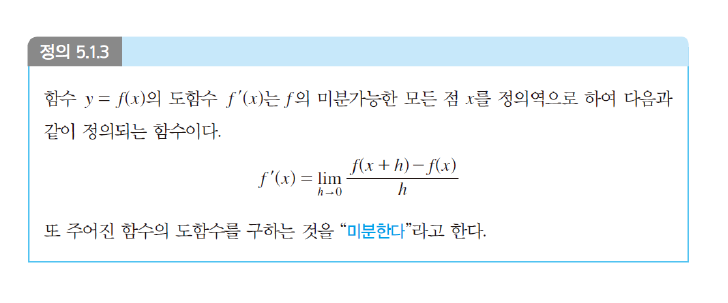 정의 5.1.3
함수 y = f(x)의 도함수 f′(x)는 f의 미분가능한 모든 점 x를 정의역으로 하여 다음과
같이 정의되는 함수이다.
f′(x) = lim_{h→0} \frac{f(x + h) − f(x)}{h}
또 주어진 함수의 도함수를 구하는 것을 “미분한다”라고 한다.